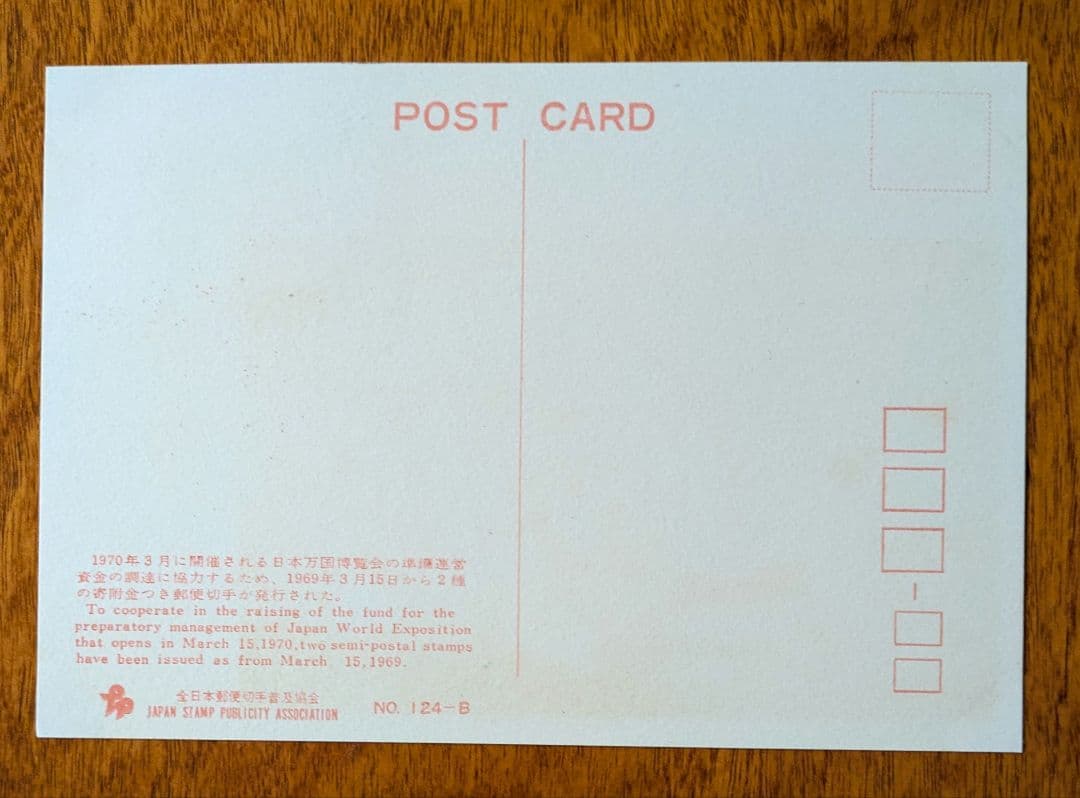 POST CARD
1970年3月に開催される日本万国博覧会の準備運営
資金の調達に協力するため、1969年3月15日から2種
の寄附金つき郵便切手が発行された。
To cooperate in the raising of the fund for the
preparatory management of Japan World Exposition
that opens in March 15,1970,two semi-postal stamps
have been issued as from March 15,1969.
全日本郵便切手普及協会
JAPAN STAMP PUBLICITY ASSOCIATION
NO. 124-B